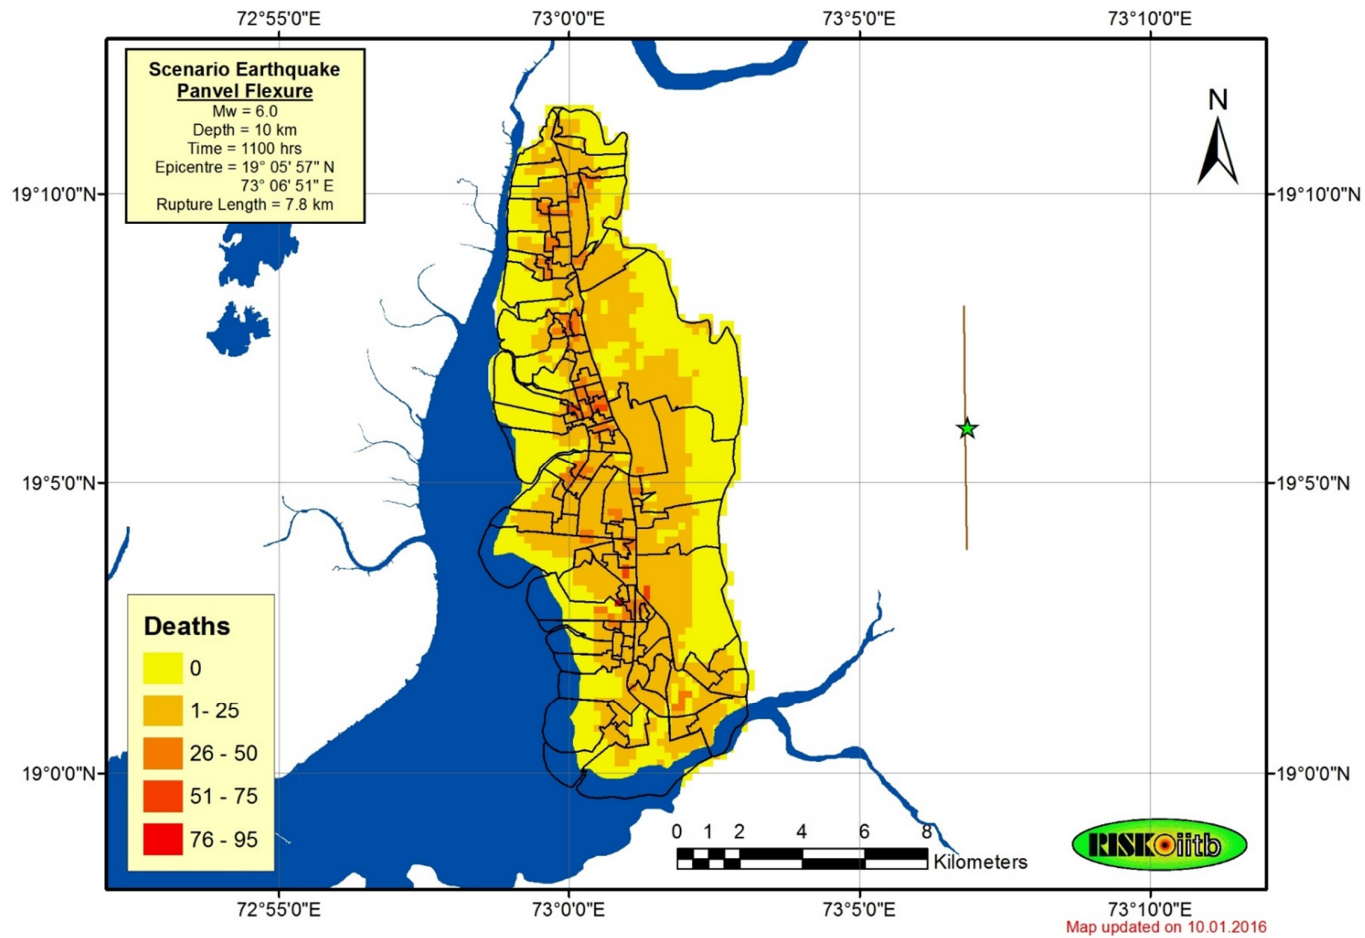 72°55'0"E 73°0'0"E 73°5'0"E 73°10'0"E
Scenario Earthquake
Panvel Flexure
Mw = 6.0
Depth = 10 km
Time = 1100 hrs
Epicentre = 19° 05' 57" N
73° 06' 51" E
Rupture Length = 7.8 km
N
19°10'0"N 19°10'0"N
19°5'0"N 19°5'0"N
Deaths
0
1- 25
26 - 50
51 - 75
76 - 95
19°0'0"N 19°0'0"N
0 1 2 4 6 8
Kilometers
RISK iitb
72°55'0"E 73°0'0"E 73°5'0"E 73°10'0"E
Map updated on 10.01.2016